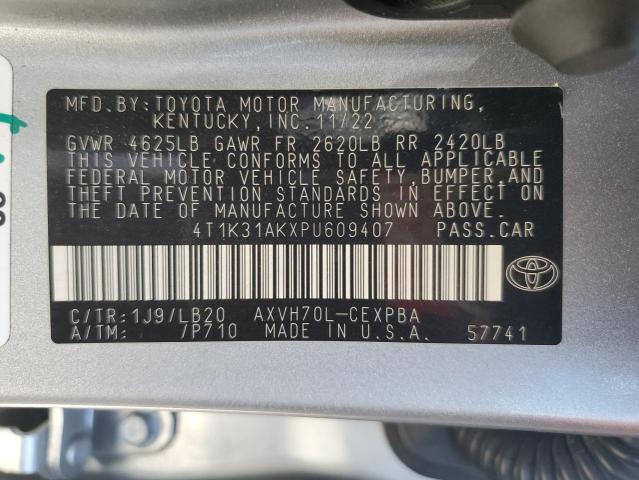 MFD.BY:TOYOTA MOTOR MANUFACTURING,
KENTUCKY, INC. 11/22
GVWR 4625LB GAWR FR 2620LB RR 2420LB
THIS VEHICLE CONFORMS TO ALL APPLICABLE
FEDERAL MOTOR VEHICLE SAFETY, BUMPER, AND
THEFT PREVENTION STANDARDS IN EFFECT ON
THE DATE OF MANUFACTURE SHOWN ABOVE.
4T1K31AKXPU609407 PASS.CAR
C/TR:1J9/LB20 AXVH70L-CEXPBA
A/TM: /P710 MADE IN U.S.A. 57741